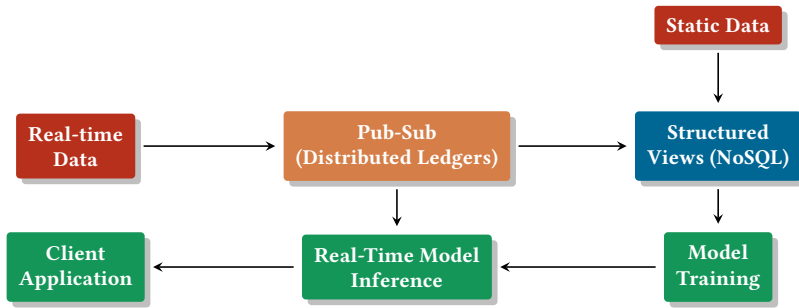 Static Data
Real-time
Data
Pub-Sub
(Distributed Ledgers)
Structured
Views (NoSQL)
Client
Application
Real-Time Model
Inference
Model
Training